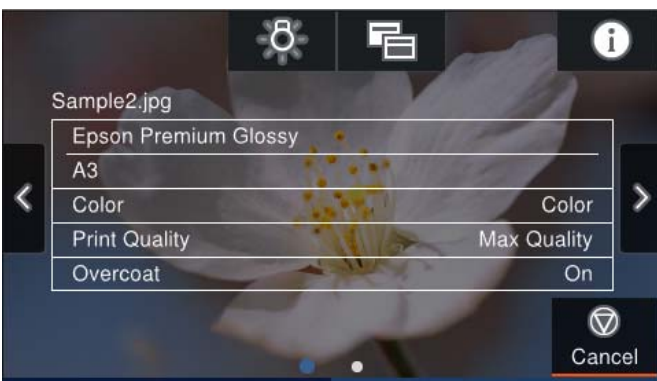 Sample2.jpg
Epson Premium Glossy
A3
Color Color
Print Quality Max Quality
Overcoat On
Cancel